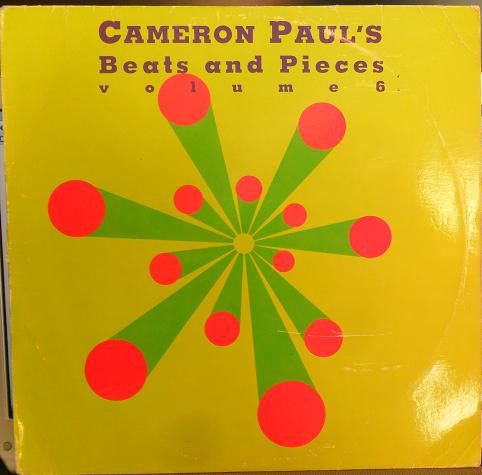 CAMERON PAUL'S
Beats and Pieces
volume 6